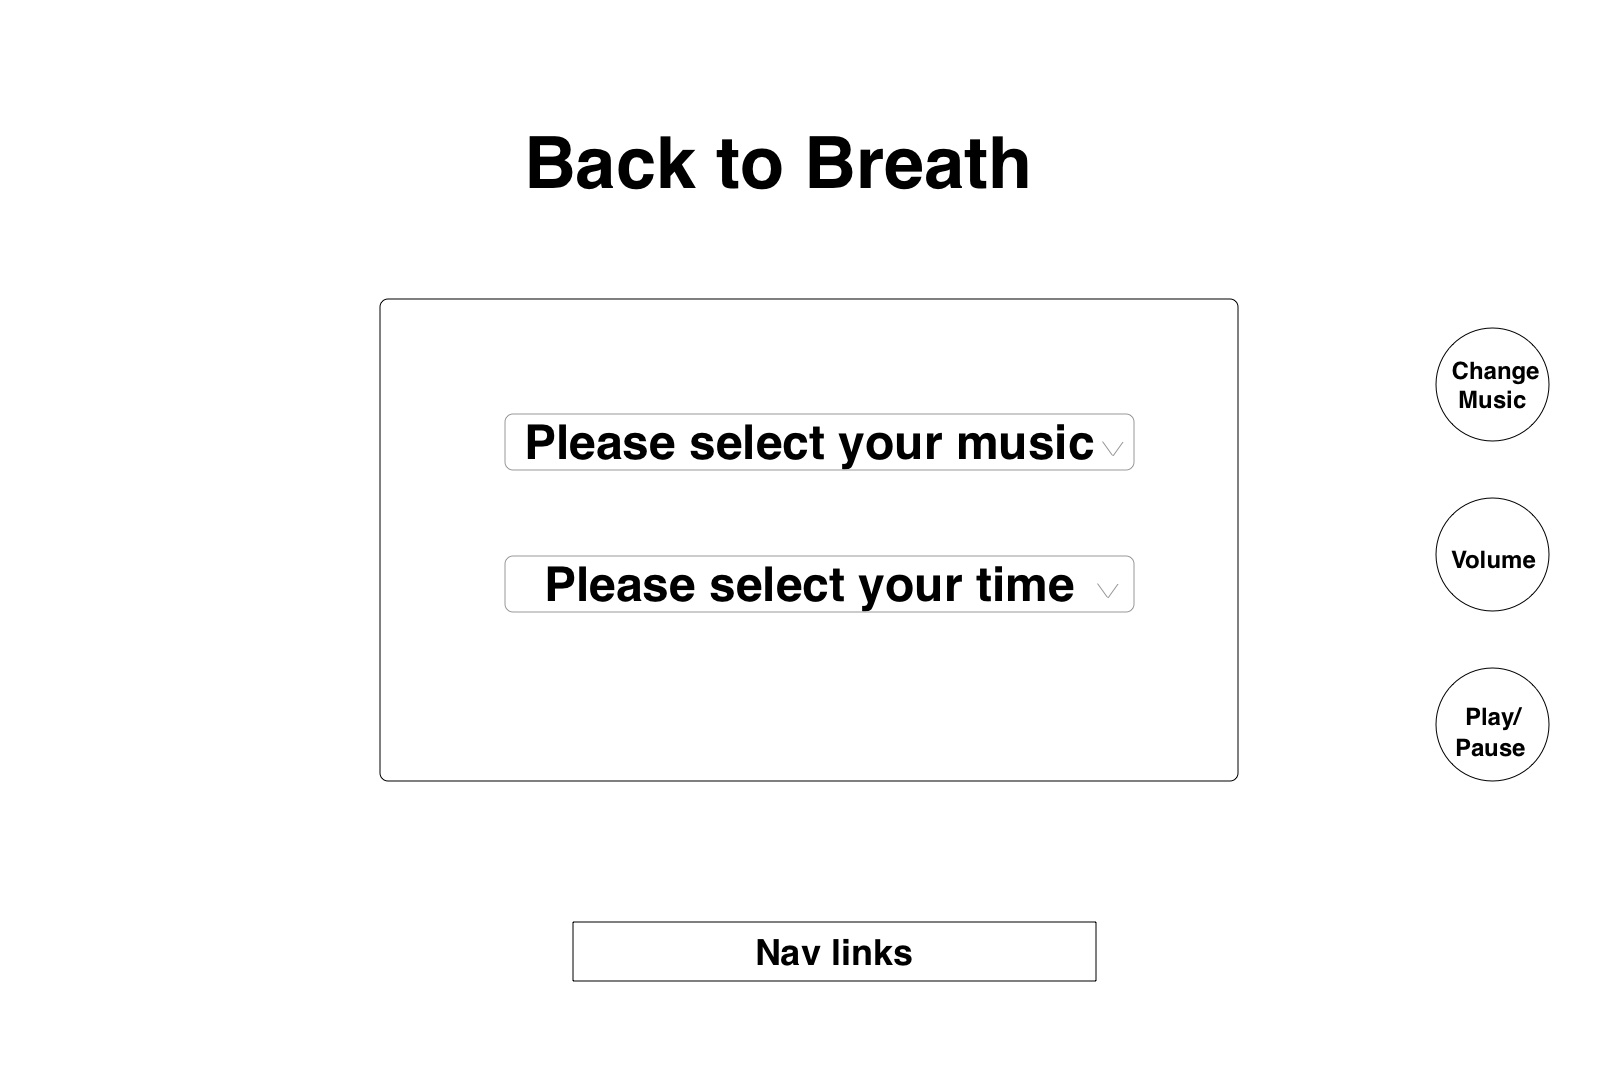 Back to Breath
Please select your music
Please select your time
Change
Music
Volume
Play/
Pause
Nav links